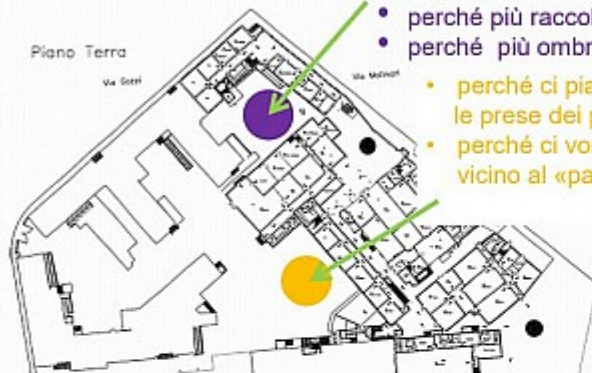 • perché più raccol
• perché più ombr
Piano Terra
Via Gozzi
Via Molinari
• perché ci pia
le prese dei p
• perché ci vo
vicino al «pa